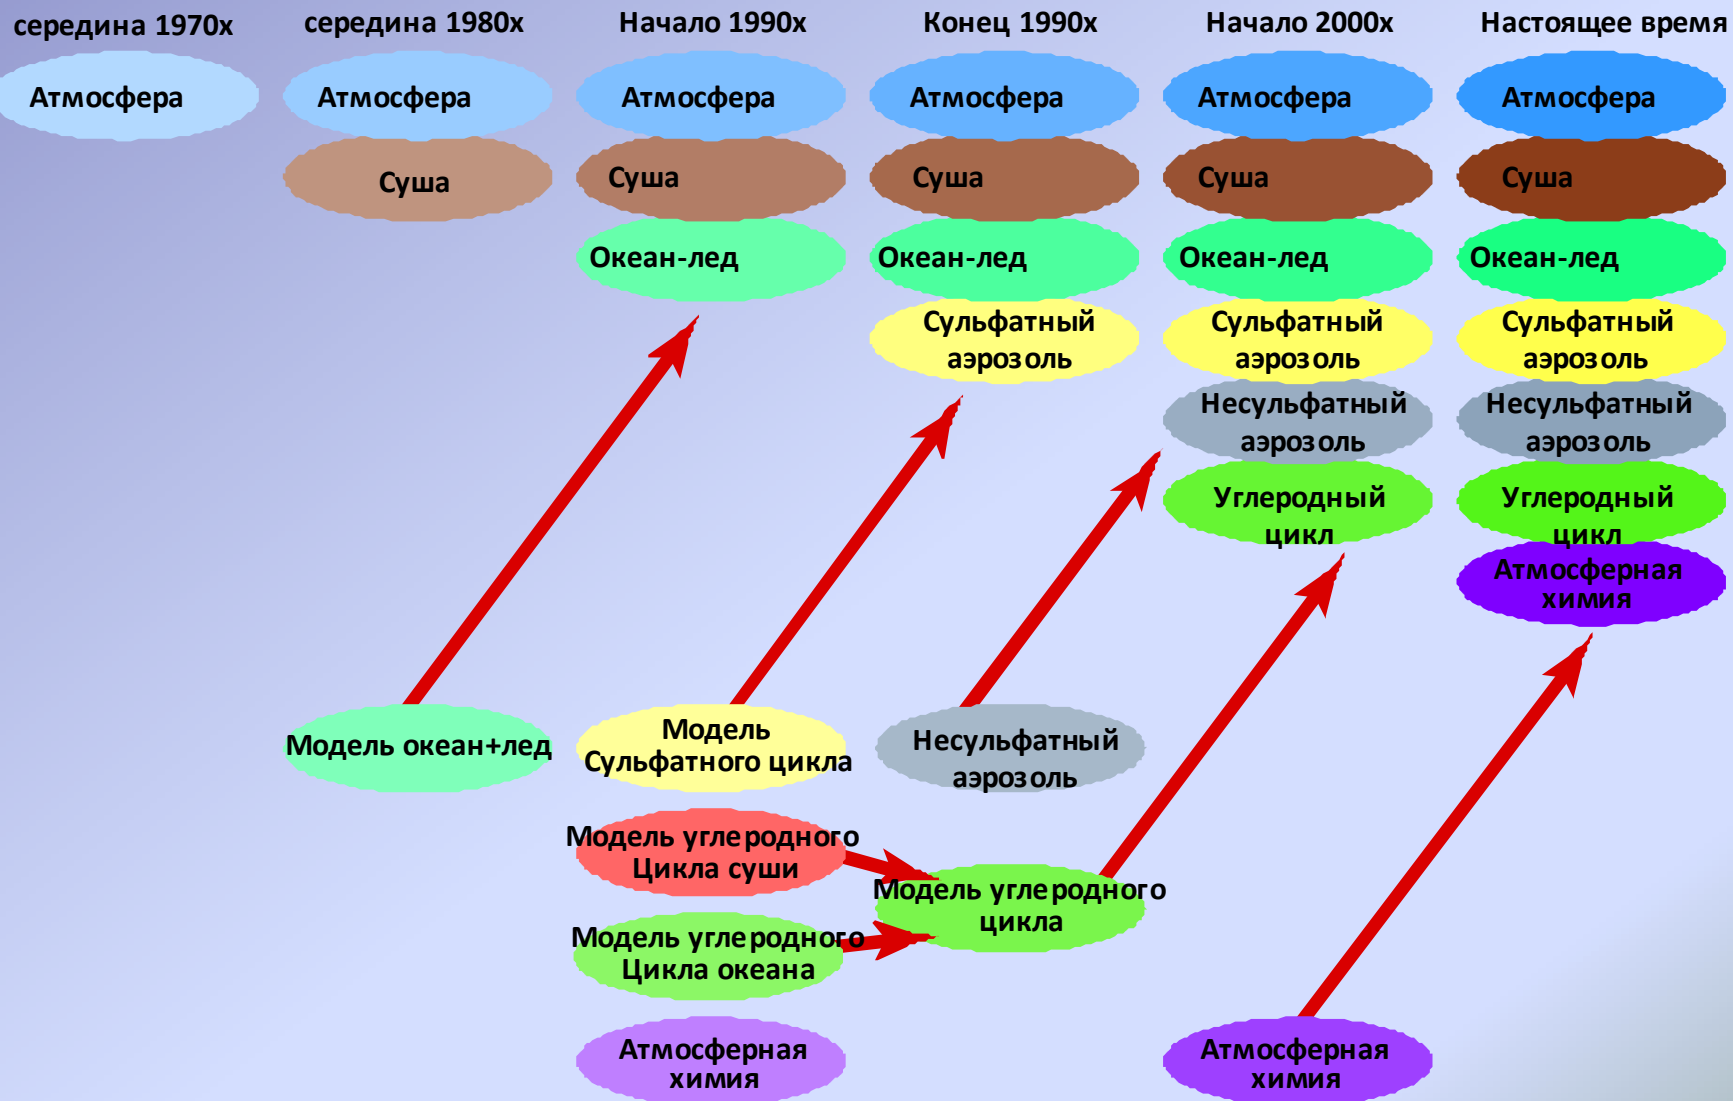 середина 1970х
середина 1980х
Начало 1990х
Конец 1990х
Начало 2000х
Настоящее время
Атмосфера
Атмосфера
Атмосфера
Атмосфера
Атмосфера
Атмосфера
Суша
Суша
Суша
Суша
Суша
Океан-лед
Океан-лед
Океан-лед
Океан-лед
Сульфатный
аэрозоль
Сульфатный
аэрозоль
Сульфатный
аэрозоль
Несульфатный
аэрозоль
Несульфатный
аэрозоль
Углеродный
цикл
Углеродный
цикл
Атмосферная
химия
Модель океан+лед
Модель
Сульфатного цикла
Несульфатный
аэрозоль
Модель углеродного
Цикла суши
Модель углеродного
цикла
Модель углеродного
Цикла океана
Атмосферная
химия
Атмосферная
химия